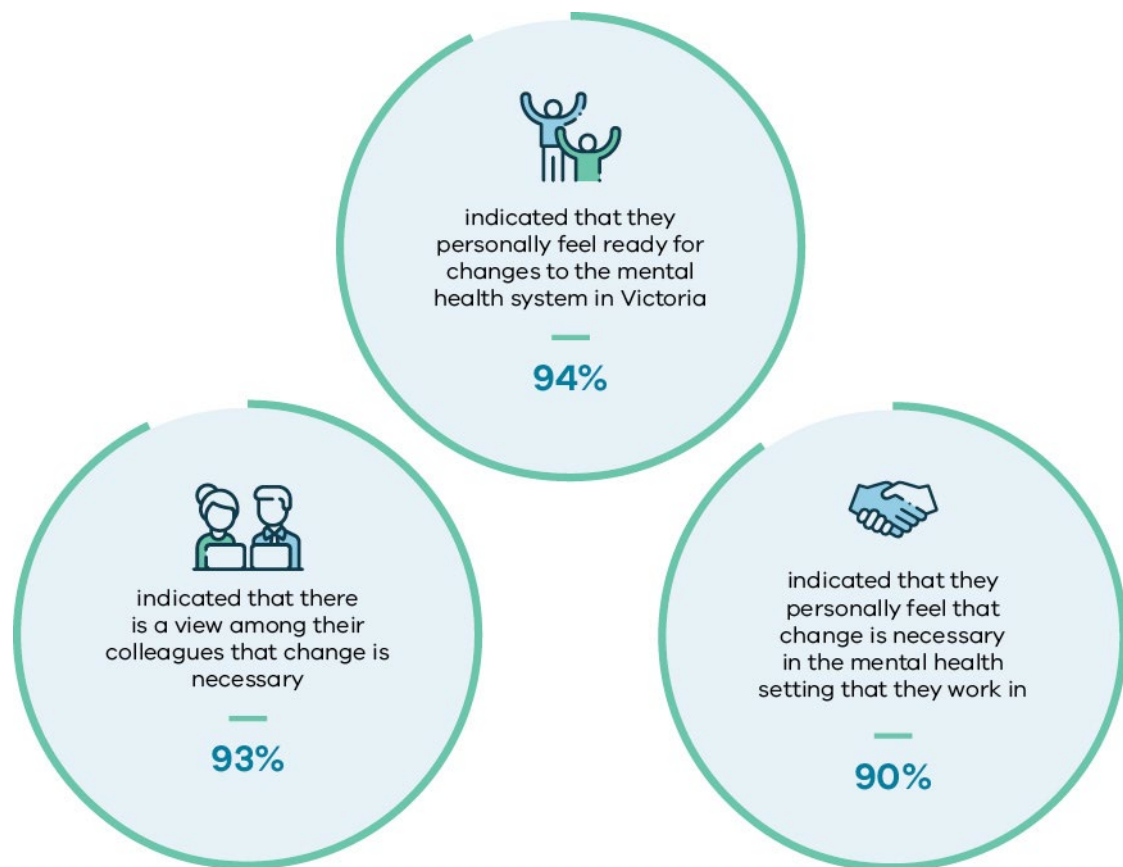 indicated that they
personally feel ready for
changes to the mental
health system in Victoria
94%
indicated that there
is a view among their
colleagues that change is
necessary
93%
indicated that they
personally feel that
change is necessary
in the mental health
setting that they work in
90%